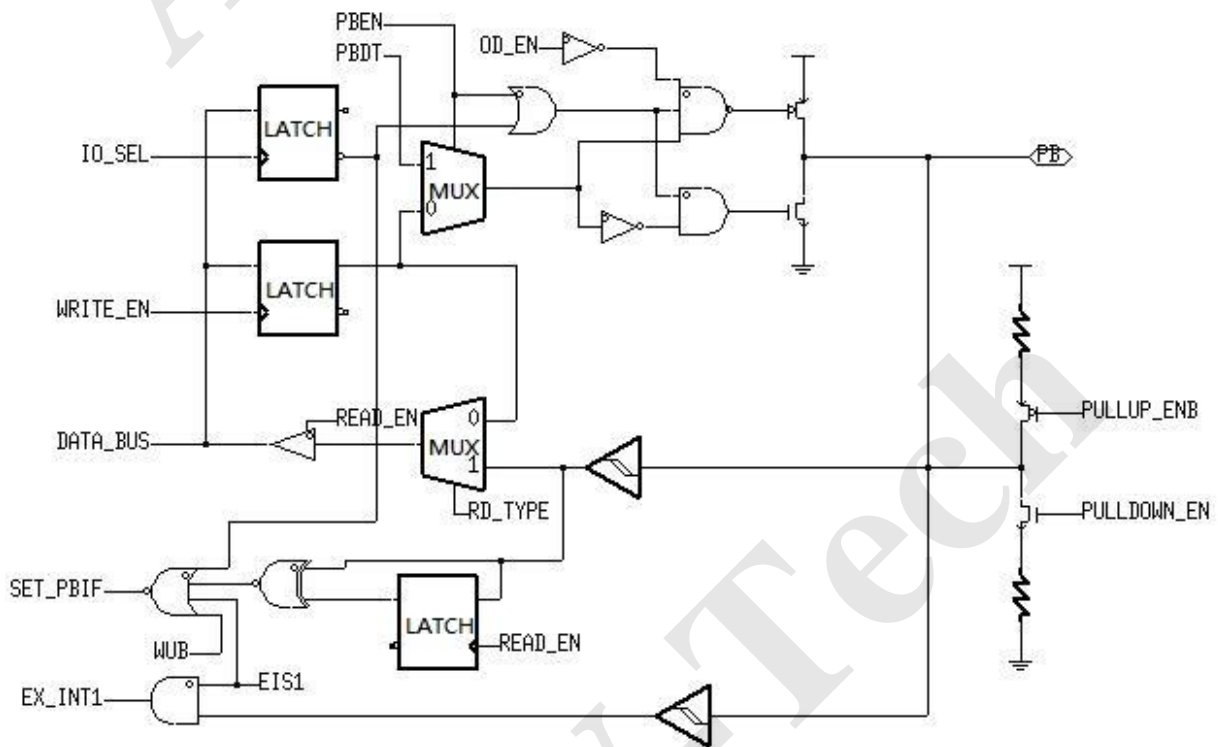 PBEN
PBDT
OD_EN
LATCH
IO_SEL
1
MUX
0
PB
LATCH
WRITE_EN
READ_EN
0
MUX
1
DATA_BUS
RD_TYPE
PULLUP_ENB
PULLDOWN_EN
SET_PBIF
LATCH
READ_EN
WUB
EIS1
EX_INT1
Tech